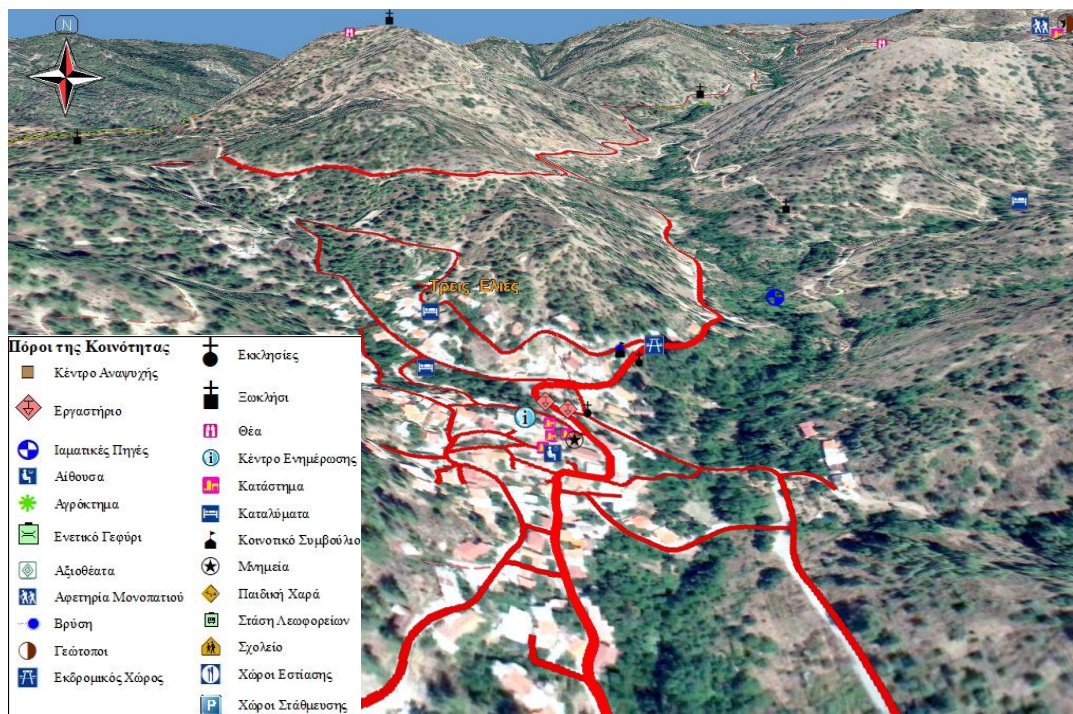 N
Τρεις Ελιές
Πόροι της Κοινότητας
Κέντρο Αναψυχής
Εργαστήριο
Ιαματικές Πηγές
Αίθουσα
Αγρόκτημα
Ενετικό Γεφύρι
Αξιοθέατα
Αφετηρία Μονοπατιού
Βρύση
Γεώτοποι
Εκδρομικός Χώρος
Εκκλησίες
Ξωκλήσι
Θέα
Κέντρο Ενημέρωσης
Κατάστημα
Καταλύματα
Κοινοτικό Συμβούλιο
Μνημεία
Παιδική Χαρά
Στάση Λεωφορείων
Σχολείο
Χώροι Εστίασης
P Χώροι Στάθμευσης